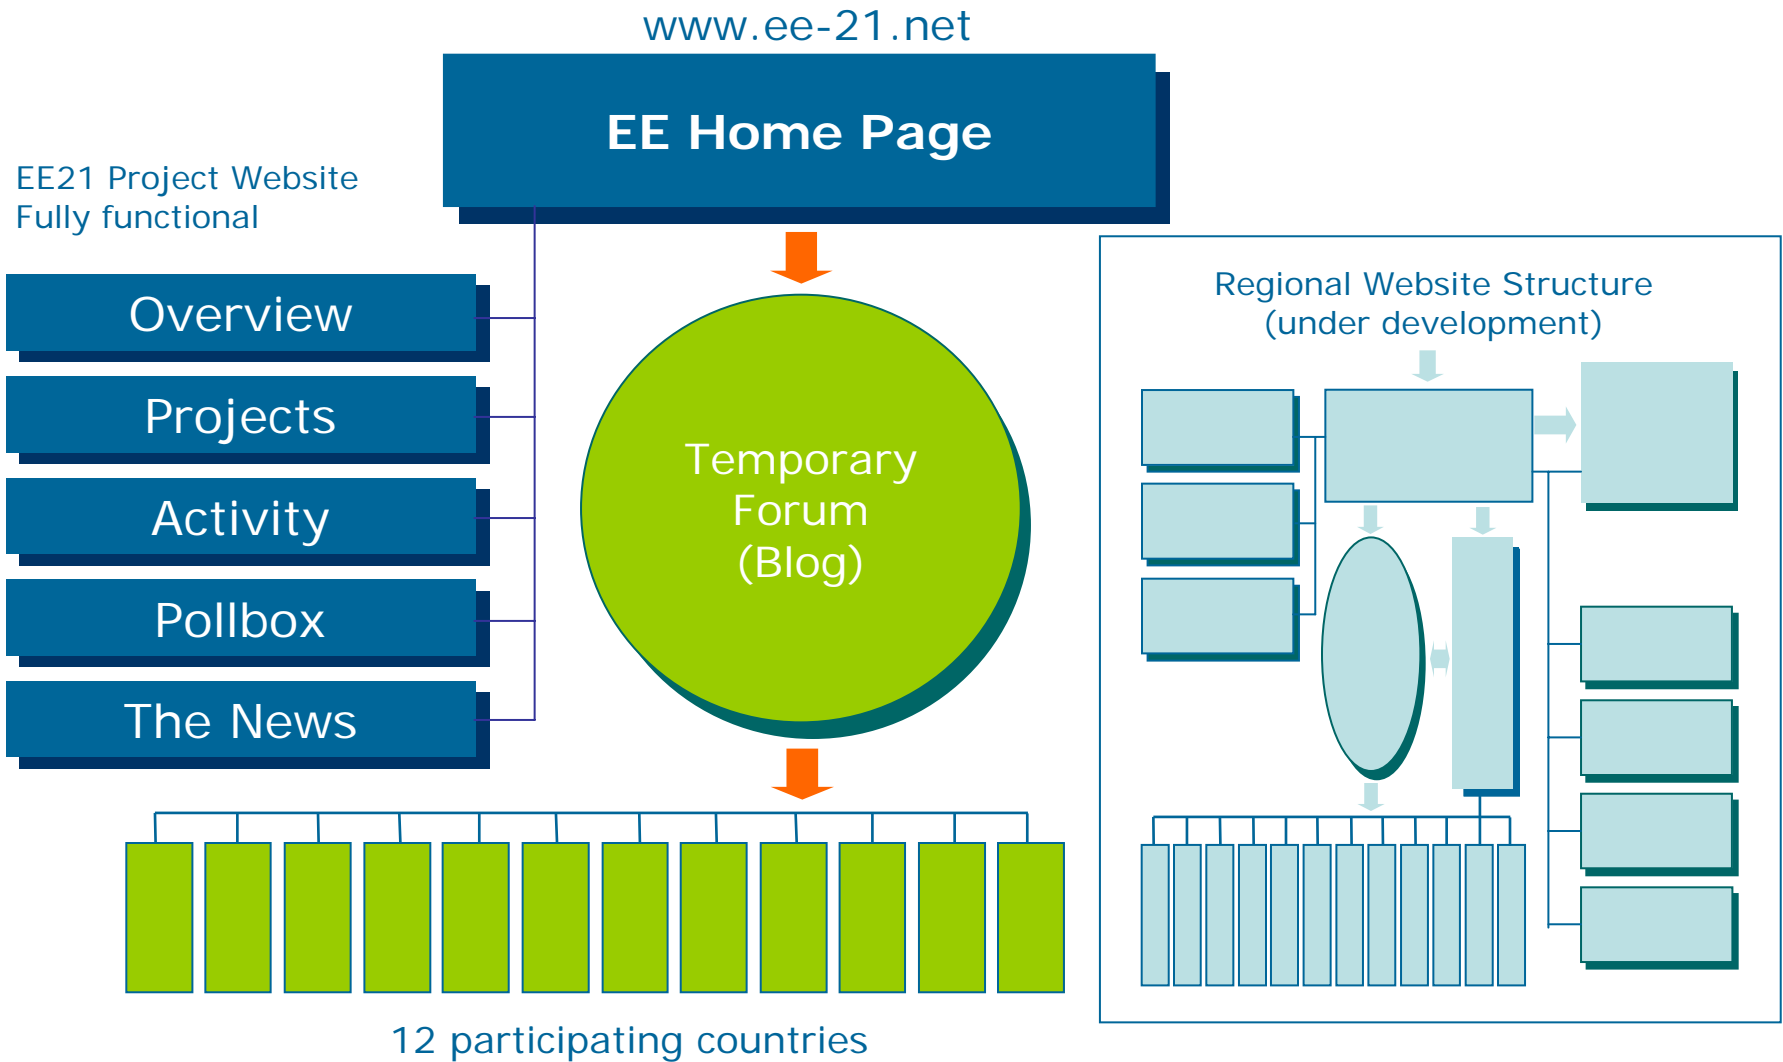 www.ee-21.net
EE Home Page
EE21 Project Website
Fully functional
Overview
Projects
Activity
Pollbox
The News
Temporary
Forum
(Blog)
12 participating countries
Regional Website Structure
(under development)